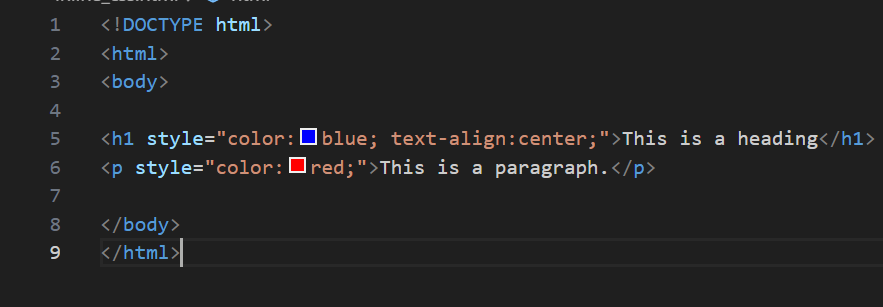 1 <!DOCTYPE html>
2 <html>
3 <body>
4
5 <h1 style="color:blue; text-align:center;">This is a heading</h1>
6 <p style="color:red;">This is a paragraph.</p>
7
8 </body>
9 </html>